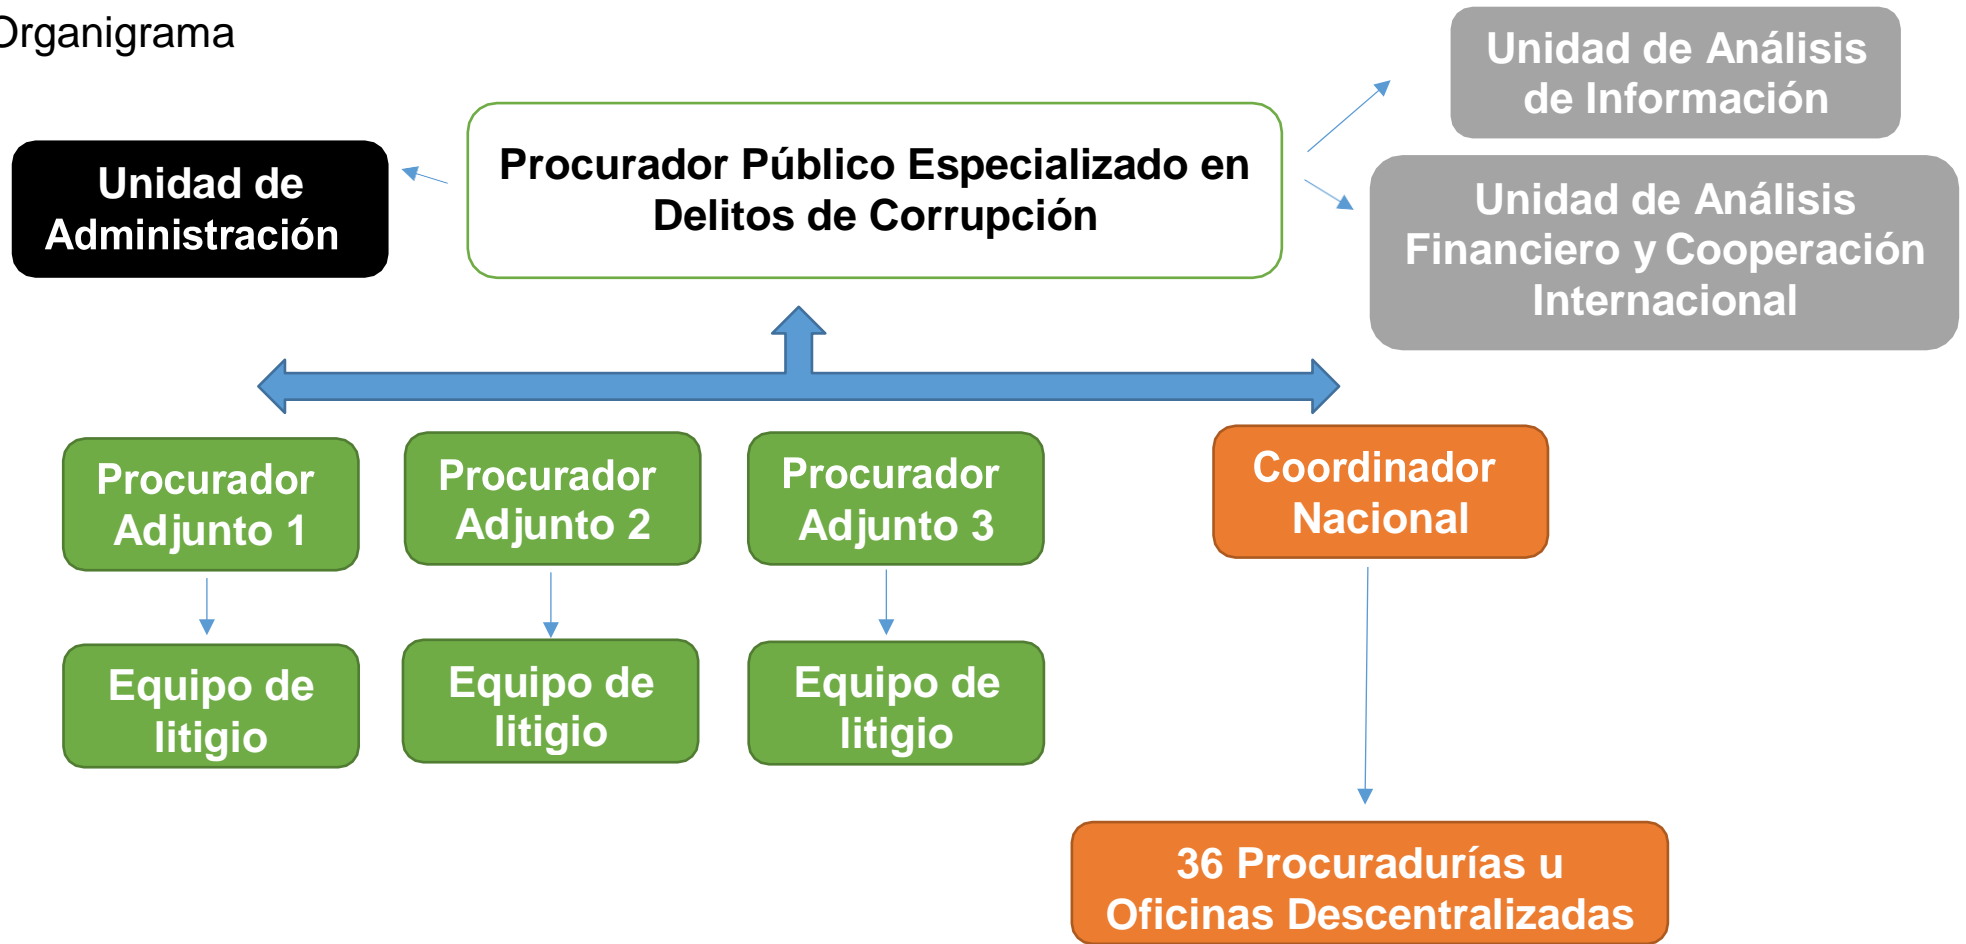 Organigrama
Unidad de Análisis
de Información
Unidad de
Administración
Procurador Público Especializado en
Delitos de Corrupción
Unidad de Análisis
Financiero y Cooperación
Internacional
Procurador
Adjunto 1
Procurador
Adjunto 2
Procurador
Adjunto 3
Coordinador
Nacional
Equipo de
litigio
Equipo de
litigio
Equipo de
litigio
36 Procuradurías u
Oficinas Descentralizadas